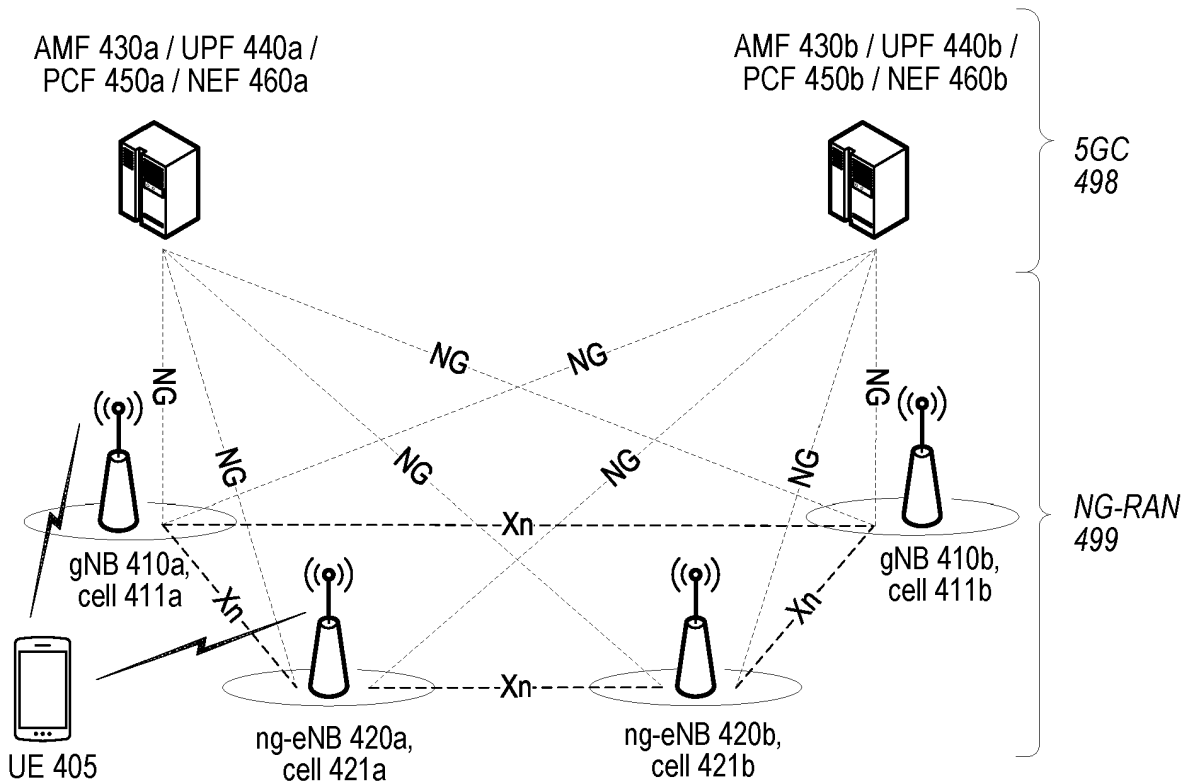 AMF 430a / UPF 440a /
PCF 450a / NEF 460a
AMF 430b / UPF 440b /
PCF 450b / NEF 460b
5GC
498
NG
NG
NG
NG
NG
NG
NG
NG
Xn
NG-RAN
499
gNB 410a,
cell 411a
gNB 410b,
cell 411b
Xn
Xn
Xn
ng-eNB 420a,
cell 421a
ng-eNB 420b,
cell 421b
UE 405